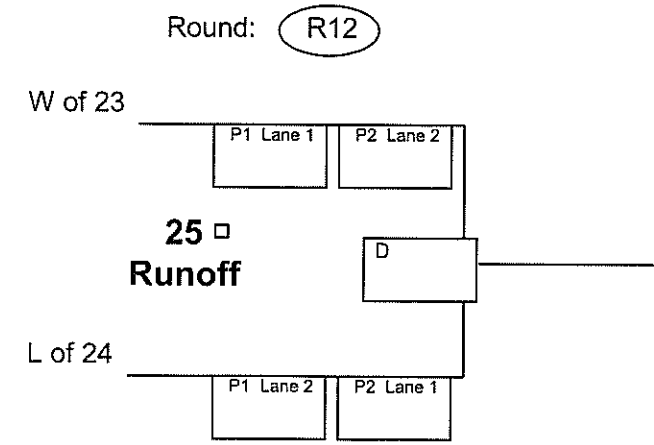 Round: R12
W of 23
P1 Lane 1 P2 Lane 2
25
D
Runoff
L of 24
P1 Lane 2 P2 Lane 1